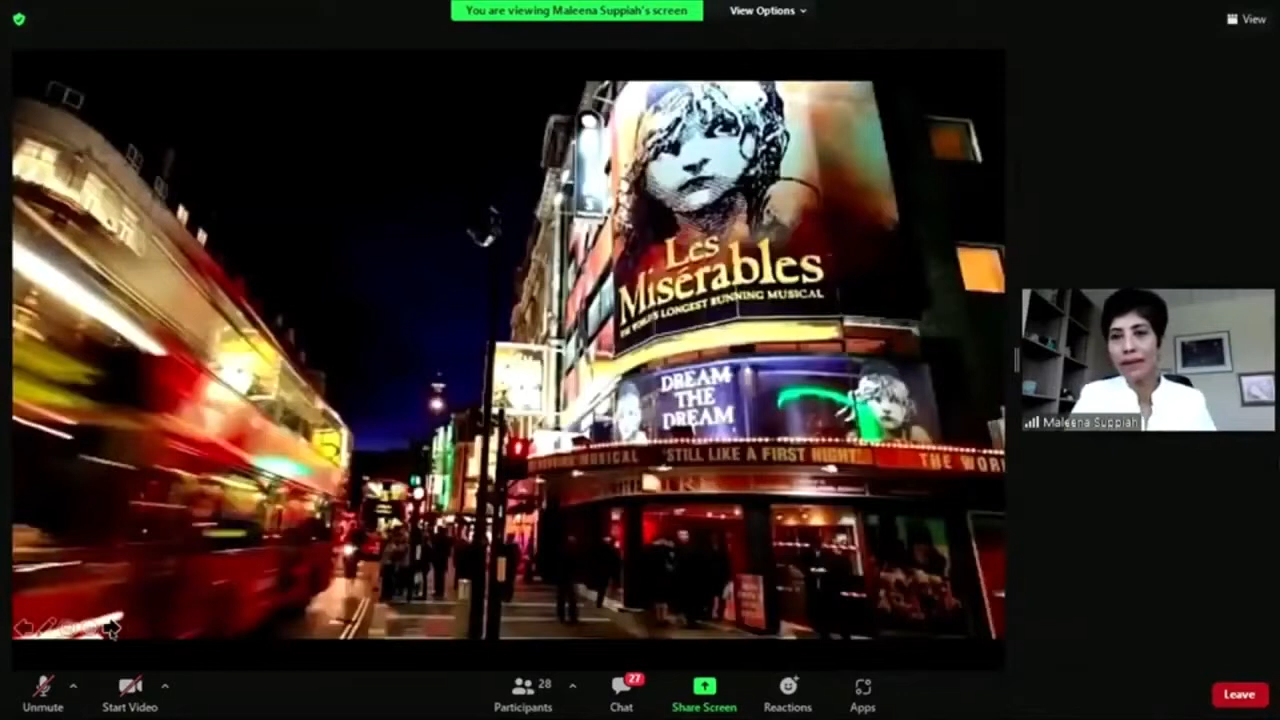 You are viewing Maleena Suppiah's screen
View Options
View
Les
Misérables
THE WORLD'S LONGEST RUNNING MUSICAL
DREAM
THE
DREAM
MUSICAL 'STILL LIKE A FIRST NIGHT' THE WOR
Maleena Suppiah
Unmute
Start Video
28
Participants
27
Chat
Share Screen
Reactions
Apps
Leave